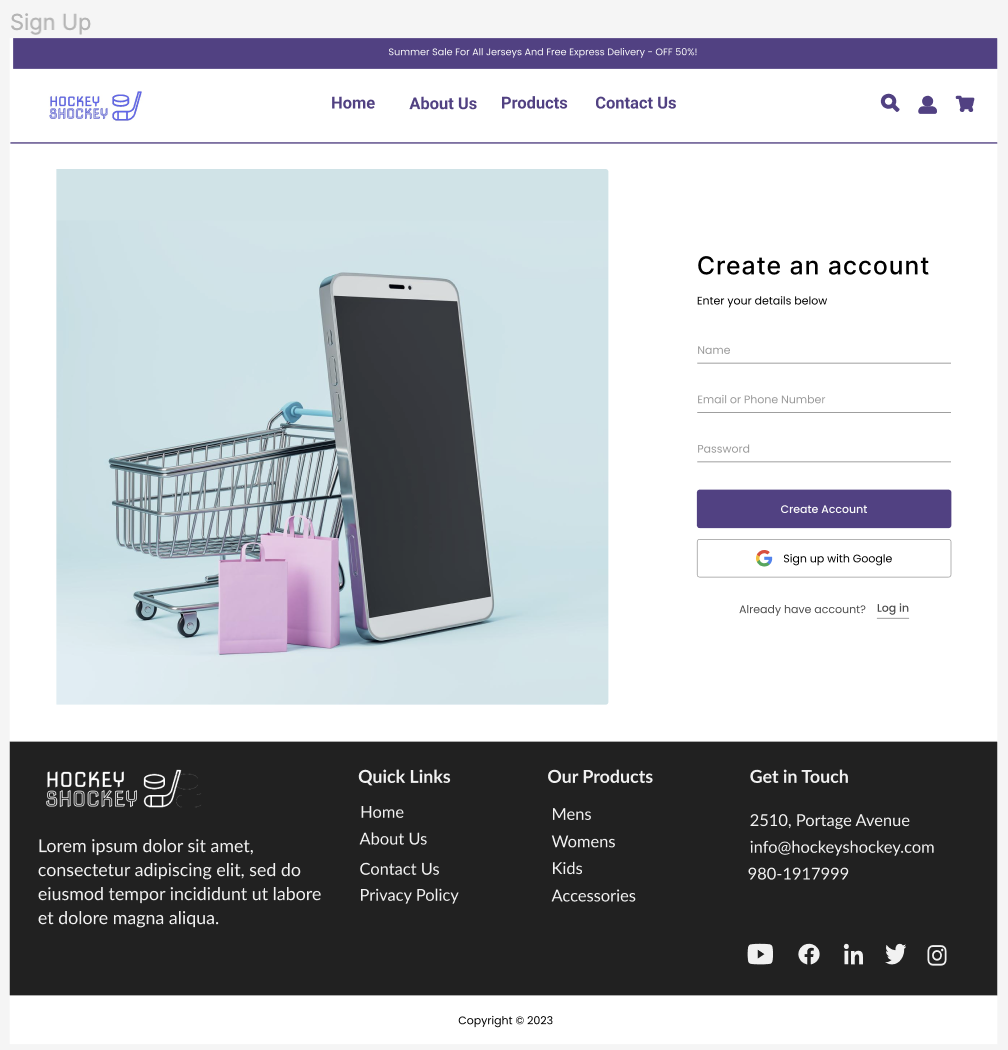 Sign Up
Summer Sale For All Jerseys And Free Express Delivery - OFF 50%!
HOCKEY
SHOCKEY
Home
About Us
Products
Contact Us
Create an account
Enter your details below
Name
Email or Phone Number
Password
Create Account
Sign up with Google
Already have account? Log in
HOCKEY
SHOCKEY
Lorem ipsum dolor sit amet,
consectetur adipiscing elit, sed do
eiusmod tempor incididunt ut labore
et dolore magna aliqua.
Quick Links
Home
About Us
Contact Us
Privacy Policy
Our Products
Mens
Womens
Kids
Accessories
Get in Touch
2510, Portage Avenue
info@hockeyshockey.com
980-1917999
Copyright © 2023